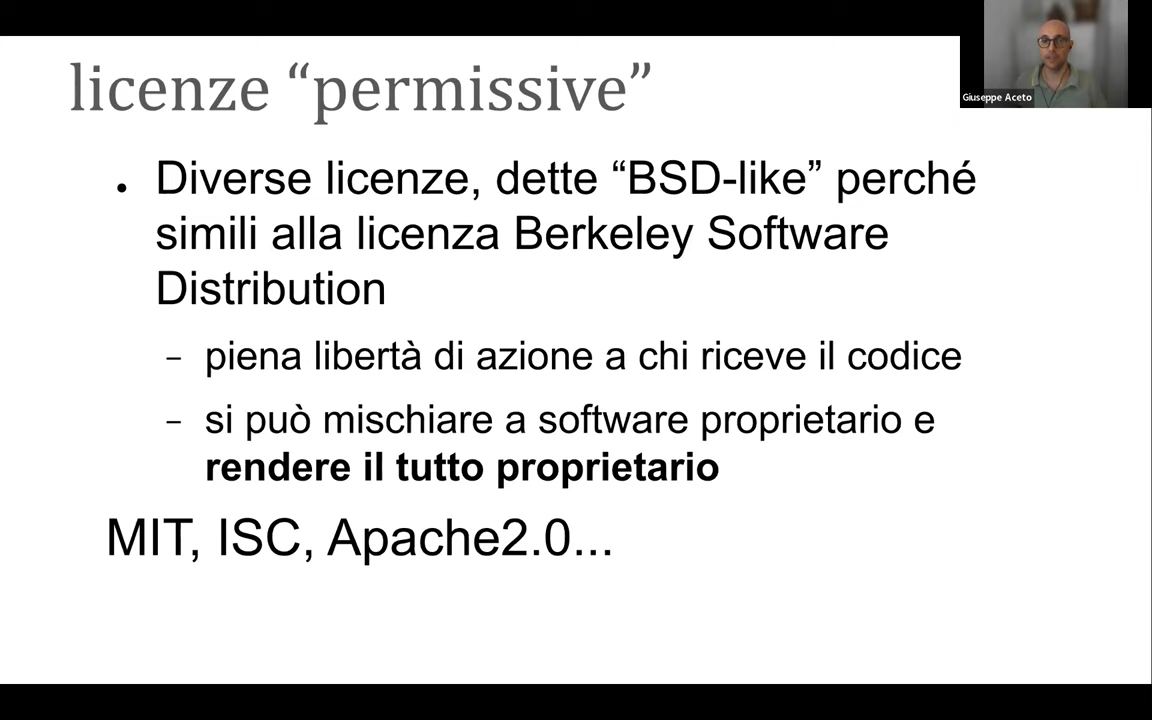 licenze “permissive”
Giuseppe Aceto
● Diverse licenze, dette “BSD-like” perché
simili alla licenza Berkeley Software
Distribution
– piena libertà di azione a chi riceve il codice
– si può mischiare a software proprietario e
rendere il tutto proprietario
MIT, ISC, Apache2.0...